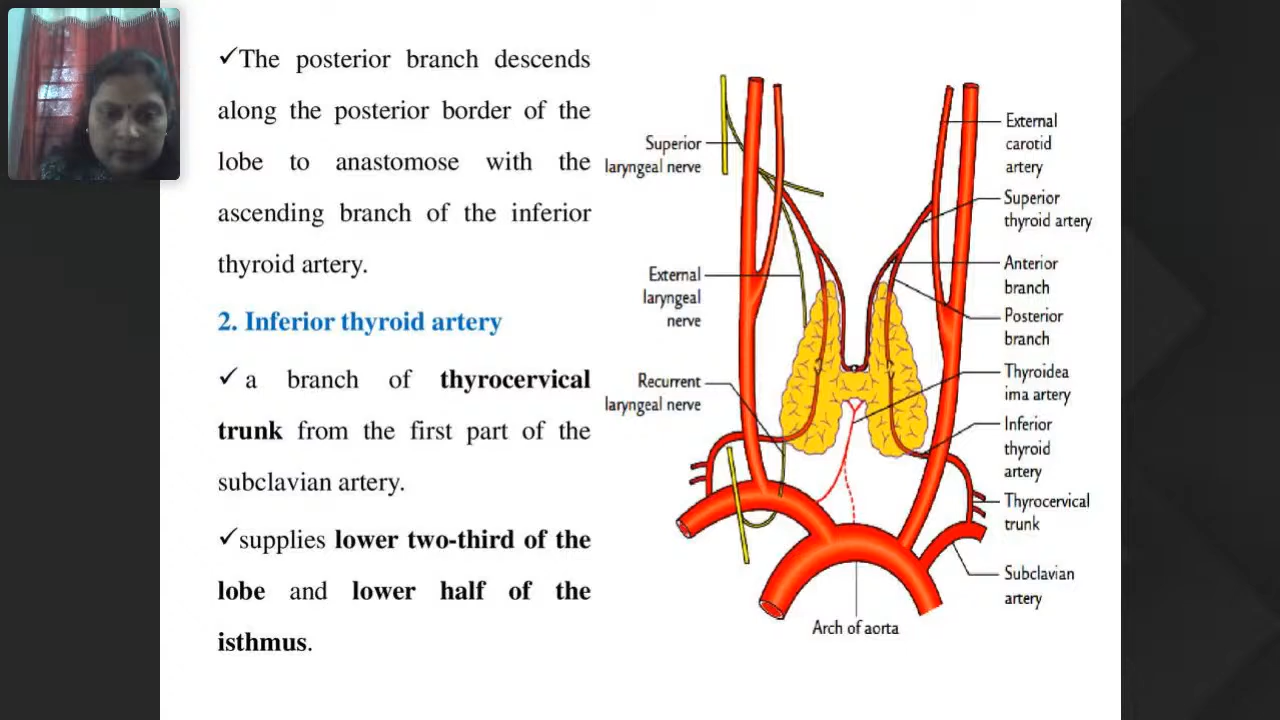 ✓The posterior branch descends
along the posterior border of the
lobe to anastomose with the
ascending branch of the inferior
thyroid artery.
2. Inferior thyroid artery
✓ a branch of thyrocervical
trunk from the first part of the
subclavian artery.
✓supplies lower two-third of the
lobe and lower half of the
isthmus.
Superior
laryngeal nerve
External
laryngeal
nerve
Recurrent
laryngeal nerve
External
carotid
artery
Superior
thyroid artery
Anterior
branch
Posterior
branch
Thyroidea
ima artery
Inferior
thyroid
artery
Thyrocervical
trunk
Subclavian
artery
Arch of aorta